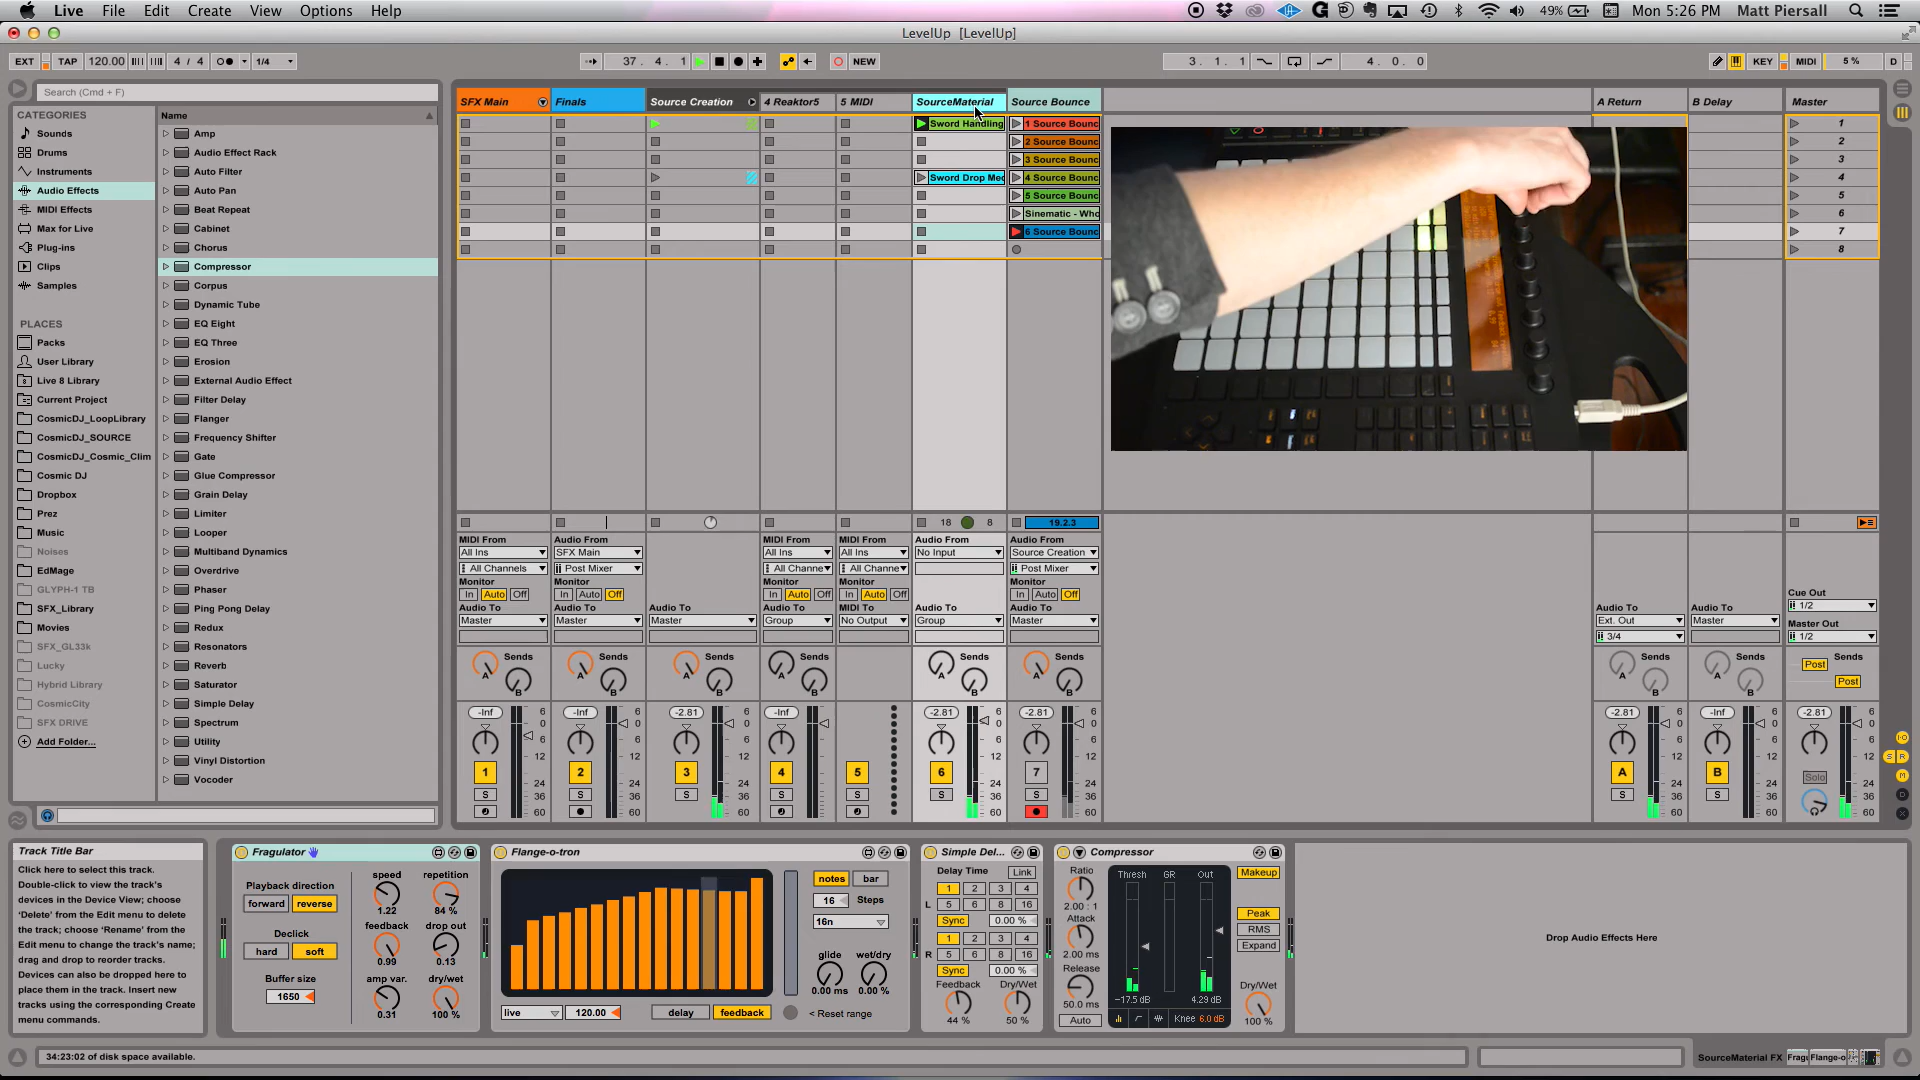 Live File Edit Create View Options Help
49% Mon 5:26 PM Matt Piersall
LevelUp [LevelUp]
EXT TAP 120.00 4 / 4 1/4
37. 4. 1 NEW
3. 1. 1 4. 0. 0
KEY MIDI 5 % D
Search (Cmd + F)
CATEGORIES
Sounds
Drums
Instruments
Audio Effects
MIDI Effects
Max for Live
Plug-ins
Clips
Samples
PLACES
Packs
User Library
Live 8 Library
Current Project
CosmicDJ_LoopLibrary
CosmicDJ_SOURCE
CosmicDJ_Cosmic_Clim
Cosmic DJ
Dropbox
Prez
Music
Noises
EdMage
GLYPH-1 TB
SFX_Library
Movies
SFX_GL33k
Lucky
Hybrid Library
CosmicCity
SFX DRIVE
Add Folder...
Name
Amp
Audio Effect Rack
Auto Filter
Auto Pan
Beat Repeat
Cabinet
Chorus
Compressor
Corpus
Dynamic Tube
EQ Eight
EQ Three
Erosion
External Audio Effect
Filter Delay
Flanger
Frequency Shifter
Gate
Glue Compressor
Grain Delay
Limiter
Looper
Multiband Dynamics
Overdrive
Phaser
Ping Pong Delay
Redux
Resonators
Reverb
Saturator
Simple Delay
Spectrum
Utility
Vinyl Distortion
Vocoder
SFX Main Finals Source Creation 4 Reaktor5 5 MIDI SourceMaterial Source Bounce A Return B Delay Master
Sword Handling 1 Source Bounc 1
2 Source Bounc 2
3 Source Bounc 3
Sword Drop Med 4 Source Bounc 4
5 Source Bounc 5
Sinematic - Who 6
6 Source Bounc 7
8
18 8 19.2.3
MIDI From Audio From MIDI From MIDI From Audio From Audio From
All Ins SFX Main All Ins All Ins No Input Source Creation
All Channels Post Mixer All Channe All Channe Post Mixer
Monitor Monitor Monitor Monitor Monitor
In Auto Off In Auto Off In Auto Off In Auto Off In Auto Off
Cue Out
1/2
Audio To Audio To Audio To Audio To MIDI To Audio To Audio To Audio To Audio To Master Out
Master Master Master Group No Output Group Master Ext. Out Master 1/2
3/4
Sends Sends Sends Sends Sends Sends Sends Sends Sends
A B A B A B A B A B A B A B A B Post Post
-Inf -Inf -2.81 -Inf -2.81 -2.81 -2.81 -Inf -2.81
6 0 6 12 24 36 60
1 2 3 4 5 6 7 A B Solo
S S S S S S S S S
Track Title Bar
Click here to select this track.
Double-click to view the track's
devices in the Device View; choose
'Delete' from the Edit menu to delete
the track; choose 'Rename' from the
Edit menu to change the track's name;
drag and drop to reorder tracks.
Devices can also be dropped here to
place them in the track. Insert new
tracks using the corresponding Create
menu commands.
Fragulator
Playback direction
forward reverse
Declick
hard soft
Buffer size
1650
speed repetition
1.22 84 %
feedback drop out
0.99 0.13
amp var. dry/wet
0.31 100 %
Flange-o-tron
notes bar
16 Steps
16n
glide wet/dry
0.00 ms 0.00 %
live 120.00 delay feedback < Reset range
Simple Del...
Delay Time Link
1 2 3 4
L 5 6 8 16
Sync 0.00 %
1 2 3 4
R 5 6 8 16
Sync 0.00 %
Feedback Dry/Wet
44 % 50 %
Compressor
Ratio Thresh GR Out Makeup
2.00 : 1
Attack Peak
2.00 ms RMS
Expand
Release
50.0 ms Dry/Wet
-17.5 dB 4.29 dB
Auto Knee 6.0 dB 100 %
Drop Audio Effects Here
34:23:02 of disk space available.
SourceMaterial FX Fragu Flange-o